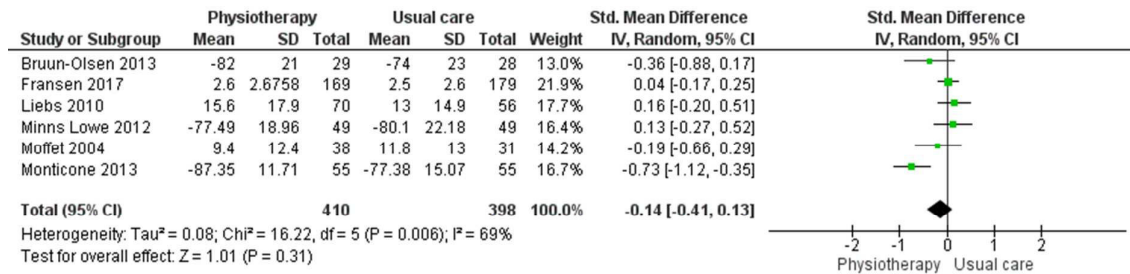 Physiotherapy Usual care Std. Mean Difference Std. Mean Difference
Study or Subgroup Mean SD Total Mean SD Total Weight IV, Random, 95% CI IV, Random, 95% CI
Bruun-Olsen 2013 -82 21 29 -74 23 28 13.0% -0.36 [-0.88, 0.17]
Fransen 2017 2.6 2.6758 169 2.5 2.6 179 21.9% 0.04 [-0.17, 0.25]
Liebs 2010 15.6 17.9 70 13 14.9 56 17.7% 0.16 [-0.20, 0.51]
Minns Lowe 2012 -77.49 18.96 49 -80.1 22.18 49 16.4% 0.13 [-0.27, 0.52]
Moffet 2004 9.4 12.4 38 11.8 13 31 14.2% -0.19 [-0.66, 0.29]
Monticone 2013 -87.35 11.71 55 -77.38 15.07 55 16.7% -0.73 [-1.12, -0.35]
Total (95% CI) 410 398 100.0% -0.14 [-0.41, 0.13]
Heterogeneity: Tau² = 0.08; Chi² = 16.22, df = 5 (P = 0.006); I² = 69%
Test for overall effect: Z = 1.01 (P = 0.31)
-2 -1 0 1 2
Physiotherapy Usual care